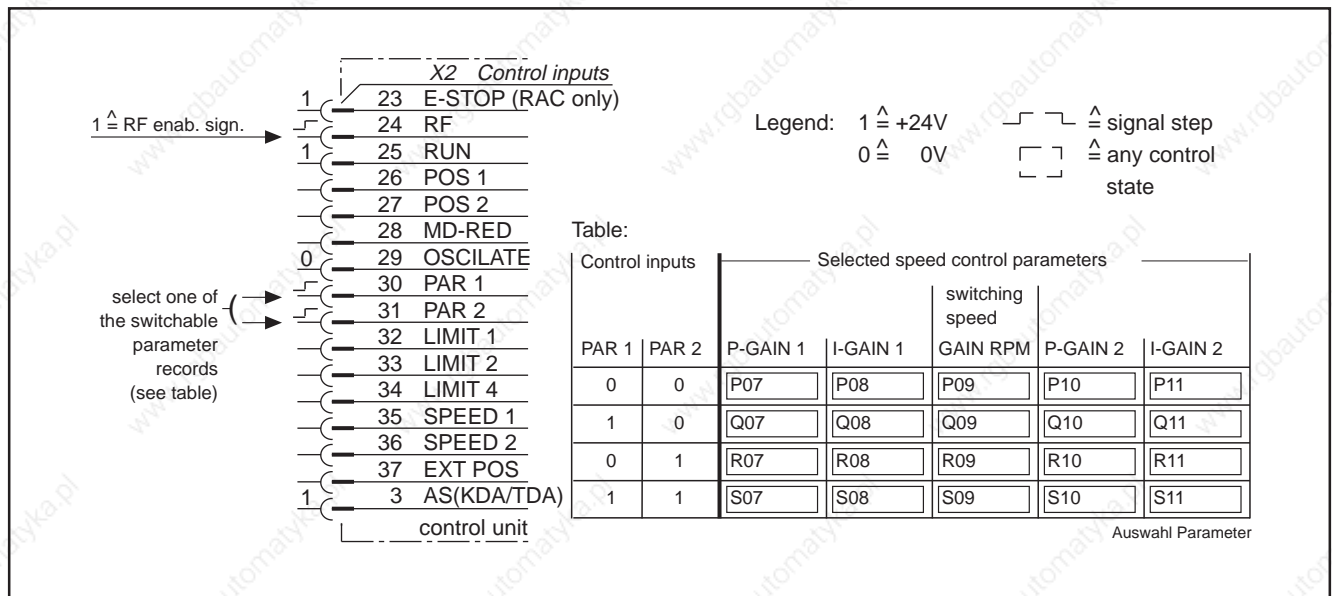 X2 Control inputs
1 23 E-STOP (RAC only)
1 ≙ RF enab. sign. 24 RF
1 25 RUN
26 POS 1
27 POS 2
28 MD-RED
0 29 OSCILATE
30 PAR 1
31 PAR 2
32 LIMIT 1
33 LIMIT 2
34 LIMIT 4
35 SPEED 1
36 SPEED 2
37 EXT POS
1 3 AS(KDA/TDA)
control unit
select one of
the switchable
parameter
records
(see table)
Legend: 1 ≙ +24V ≙ signal step
0 ≙ 0V ≙ any control
state
Table:
Control inputs Selected speed control parameters
switching
speed
PAR 1 PAR 2 P-GAIN 1 I-GAIN 1 GAIN RPM P-GAIN 2 I-GAIN 2
0 0 P07 P08 P09 P10 P11
1 0 Q07 Q08 Q09 Q10 Q11
0 1 R07 R08 R09 R10 R11
1 1 S07 S08 S09 S10 S11
Auswahl Parameter
www.rgbautomatyka.pl